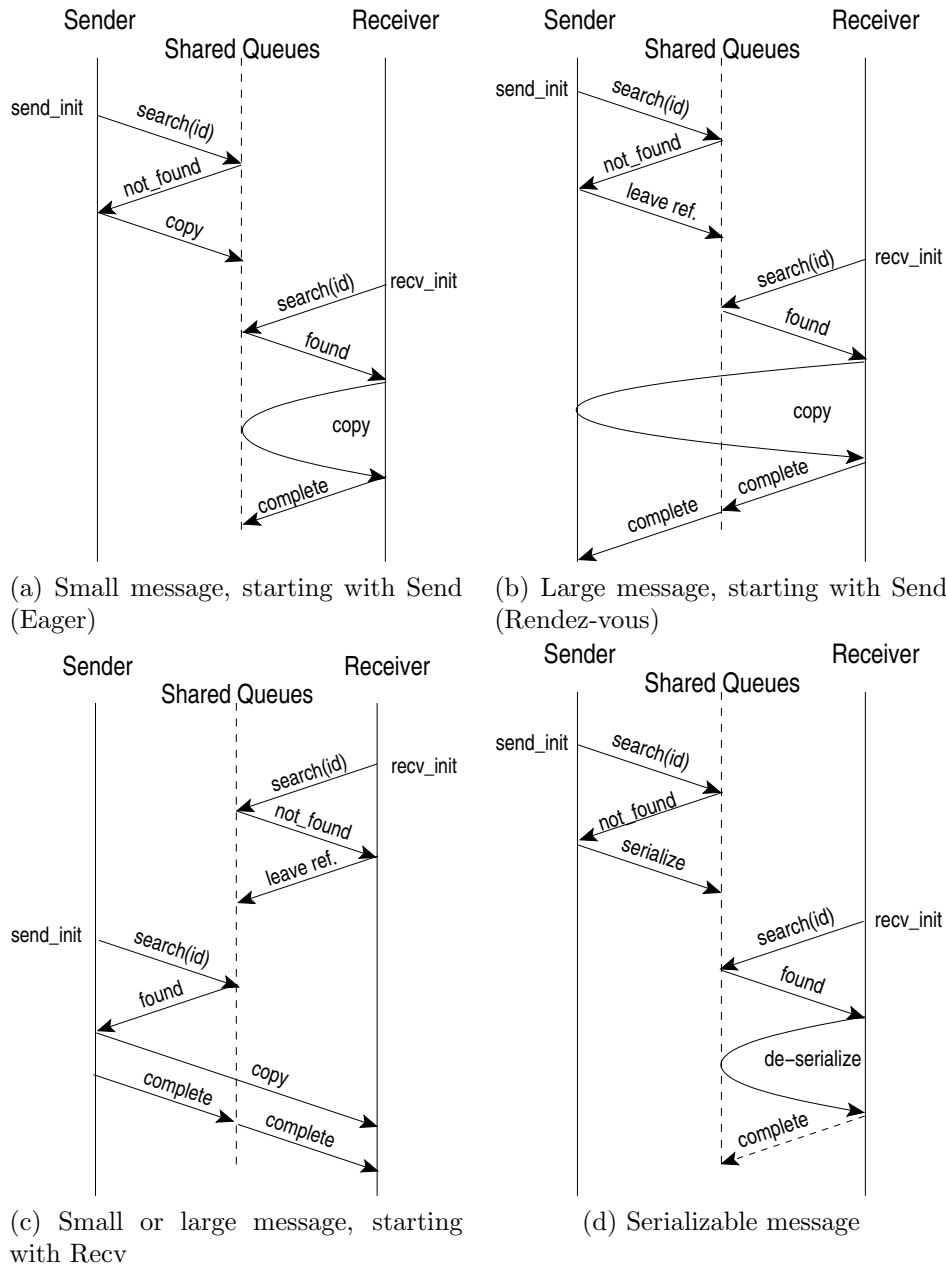 Sender
Receiver
Shared Queues
send_init
search(id)
not_found
copy
recv_init
search(id)
found
copy
complete
(a) Small message, starting with Send
(Eager)
Sender
Receiver
Shared Queues
send_init
search(id)
not_found
leave ref.
recv_init
search(id)
found
copy
complete
complete
(b) Large message, starting with Send
(Rendez-vous)
Sender
Receiver
Shared Queues
recv_init
search(id)
not_found
leave ref.
send_init
search(id)
found
copy
complete
complete
(c) Small or large message, starting
with Recv
Sender
Receiver
Shared Queues
send_init
search(id)
not_found
serialize
recv_init
search(id)
found
de-serialize
complete
(d) Serializable message